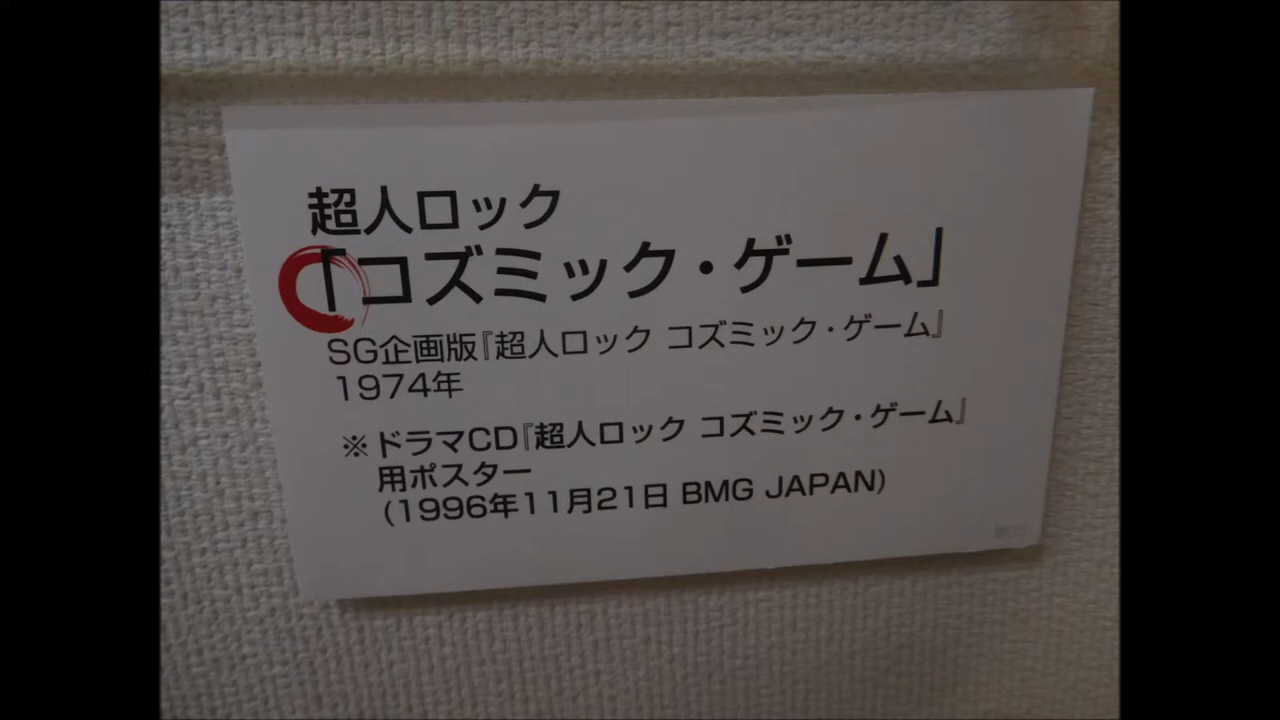 超人ロック
「コズミック・ゲーム」
SG企画版『超人ロック コズミック・ゲーム』
1974年
※ドラマCD『超人ロック コズミック・ゲーム』
用ポスター
(1996年11月21日 BMG JAPAN)